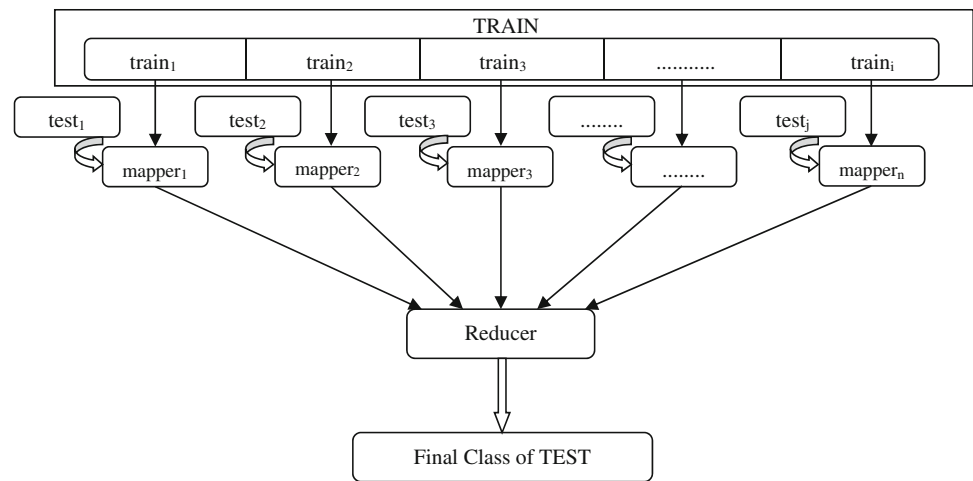 TRAIN
train₁ train₂ train₃ ........... trainᵢ
test₁ test₂ test₃ ........ testⱼ
mapper₁ mapper₂ mapper₃ ........ mapperₙ
Reducer
Final Class of TEST